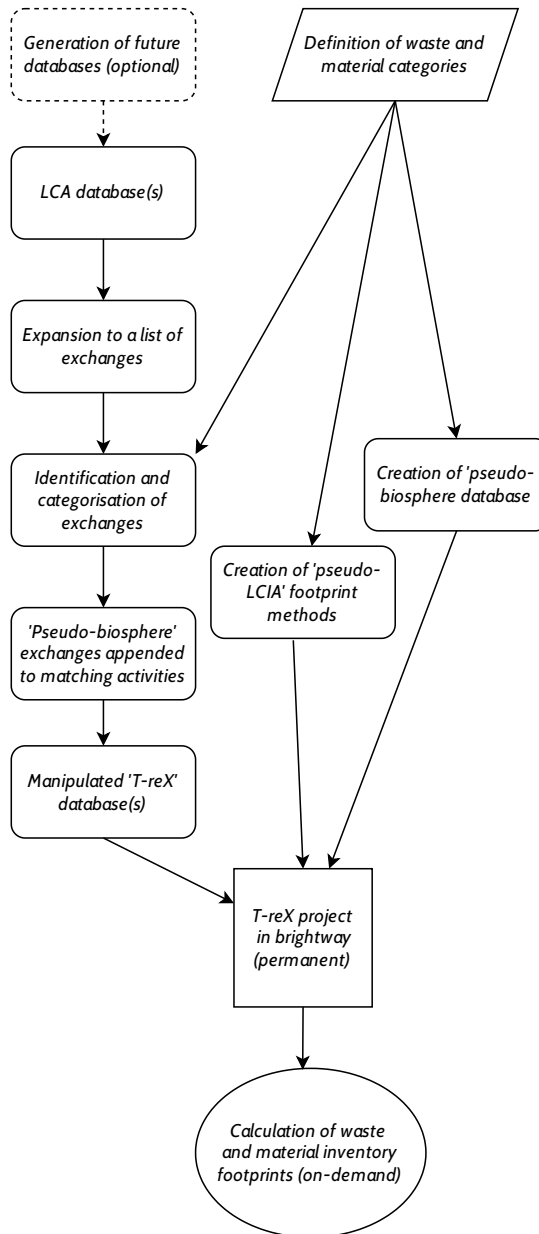 Generation of future
databases (optional)
Definition of waste and
material categories
LCA database(s)
Expansion to a list of
exchanges
Identification and
categorisation of
exchanges
Creation of 'pseudo-
biosphere database
Creation of 'pseudo-
LCIA' footprint
methods
'Pseudo-biosphere'
exchanges appended
to matching activities
Manipulated 'T-reX'
database(s)
T-reX project
in brightway
(permanent)
Calculation of waste
and material inventory
footprints (on-demand)